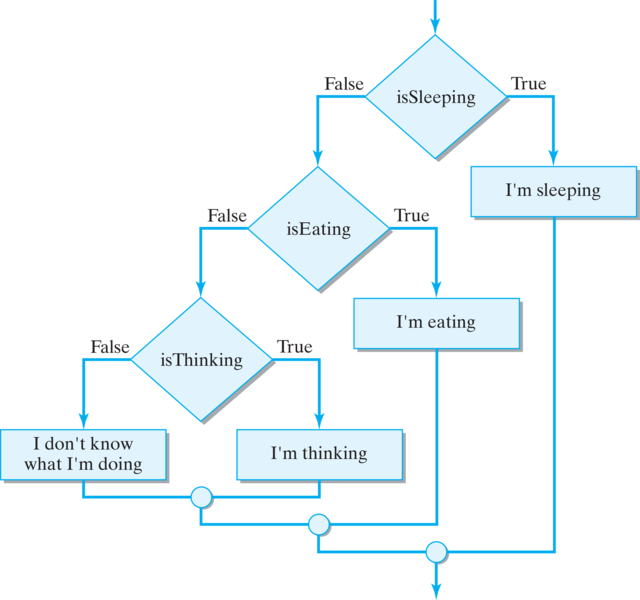 False
True
isSleeping
I'm sleeping
False
True
isEating
I'm eating
False
True
isThinking
I don't know
what I'm doing
I'm thinking